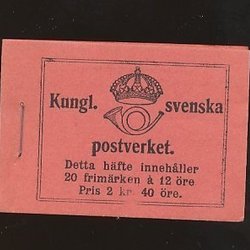 Kungl. svenska
postverket.
Detta häfte innehåller
20 frimärken à 12 öre
Pris 2 kr. 40 öre.